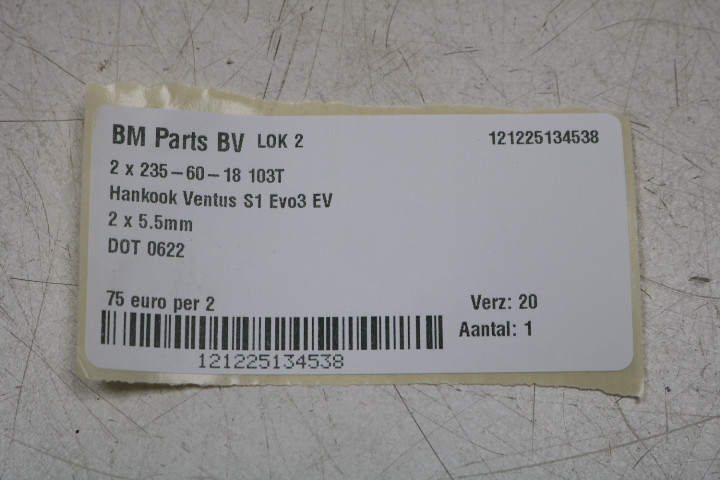 BM Parts BV LOK 2 121225134538
2 x 235-60-18 103T
Hankook Ventus S1 Evo3 EV
2 x 5.5mm
DOT 0622
75 euro per 2 Verz: 20
Aantal: 1
121225134538